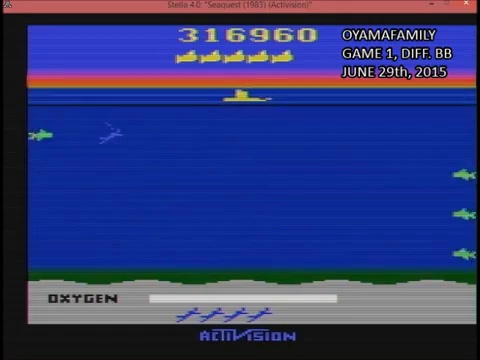 Stella 4.0: "Seaquest (1983) (Activision)"
316960
OYAMAFAMILY
GAME 1, DIFF. BB
JUNE 29th, 2015
OXYGEN
ACTIVISION